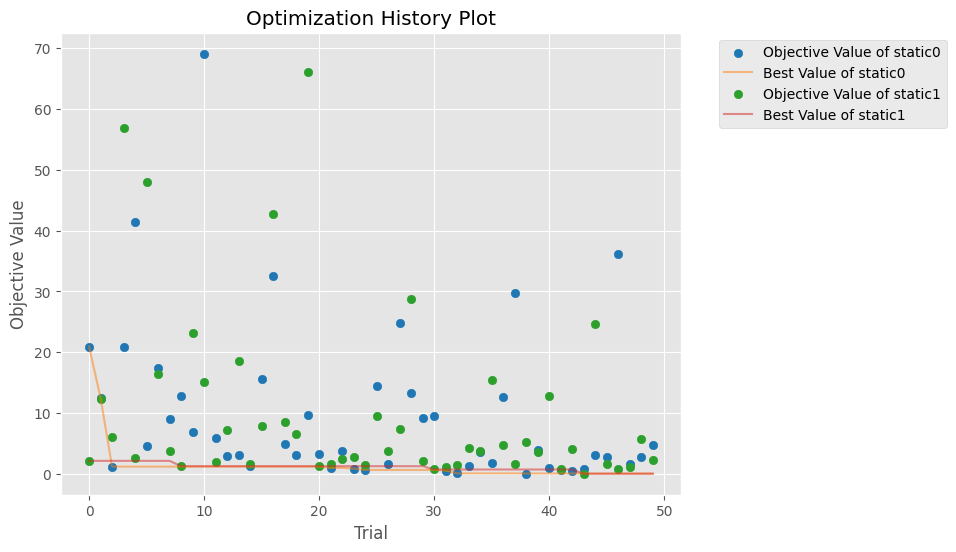 Optimization History Plot
Objective Value of static0
Best Value of static0
Objective Value of static1
Best Value of static1
Objective Value
70
60
50
40
30
20
10
0
0 10 20 30 40 50
Trial